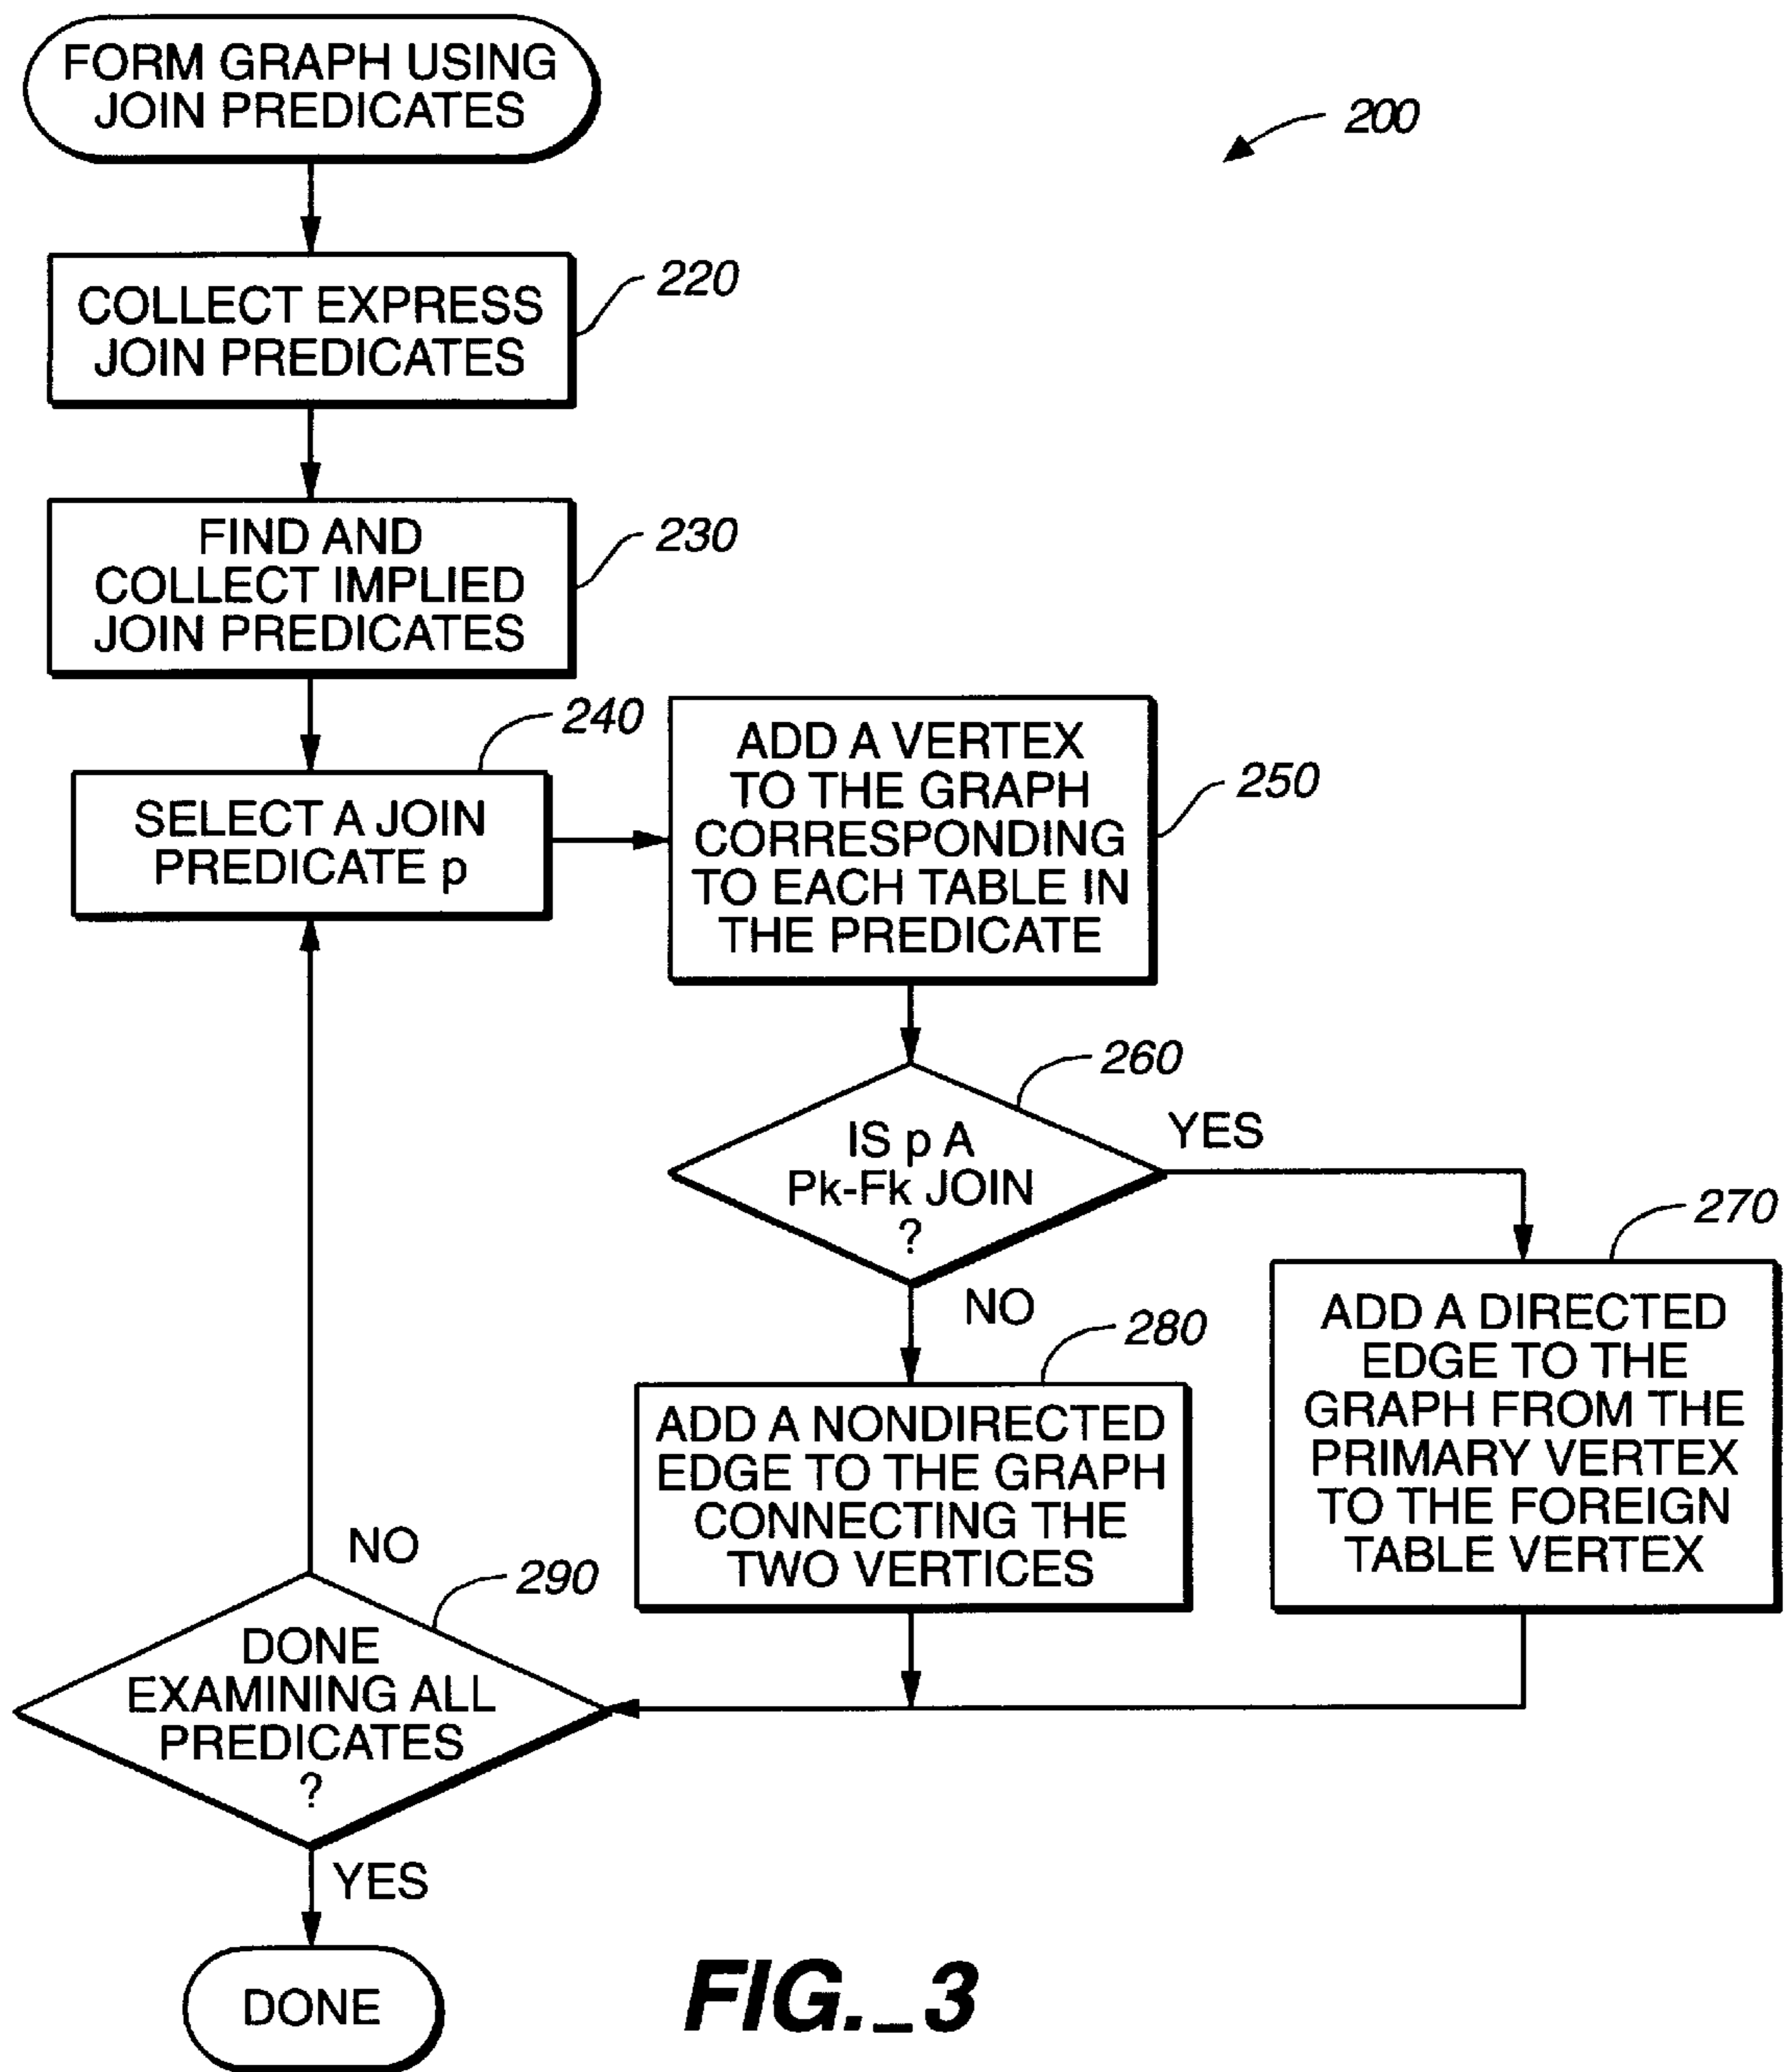 FORM GRAPH USING
JOIN PREDICATES
200
COLLECT EXPRESS
JOIN PREDICATES
220
FIND AND
COLLECT IMPLIED
JOIN PREDICATES
230
SELECT A JOIN
PREDICATE p
240
ADD A VERTEX
TO THE GRAPH
CORRESPONDING
TO EACH TABLE IN
THE PREDICATE
250
IS p A
Pk-Fk JOIN
?
260
YES
NO
ADD A DIRECTED
EDGE TO THE
GRAPH FROM THE
PRIMARY VERTEX
TO THE FOREIGN
TABLE VERTEX
270
ADD A NONDIRECTED
EDGE TO THE GRAPH
CONNECTING THE
TWO VERTICES
280
NO
DONE
EXAMINING ALL
PREDICATES
?
290
YES
DONE
FIG._3